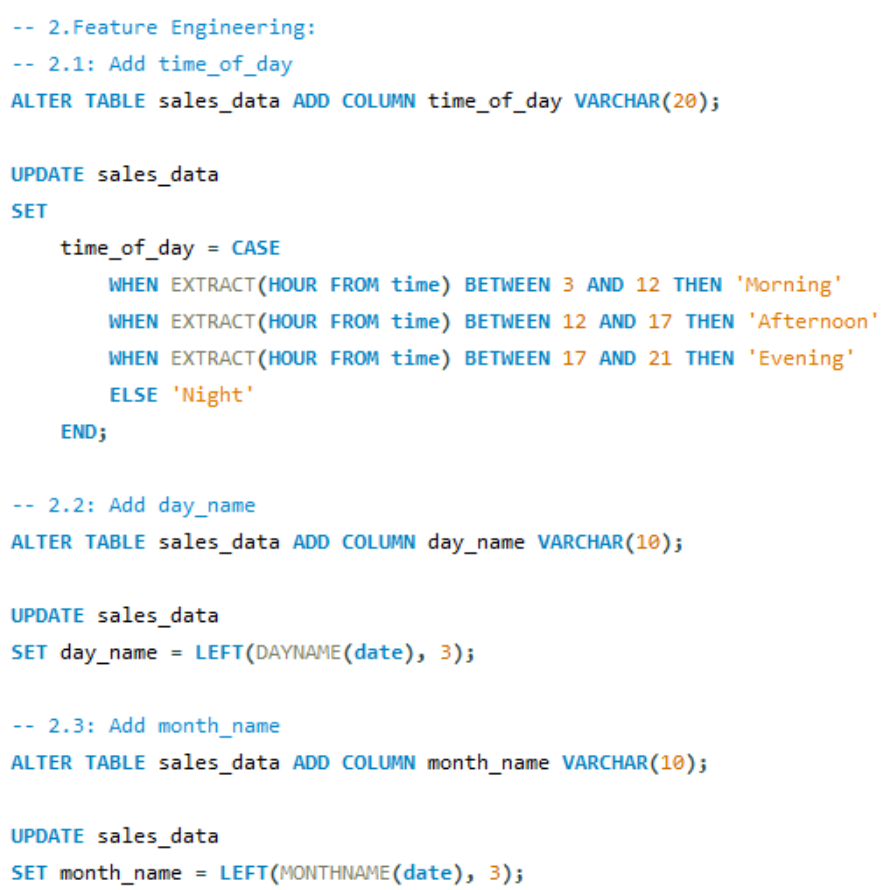 -- 2.Feature Engineering:
-- 2.1: Add time_of_day
ALTER TABLE sales_data ADD COLUMN time_of_day VARCHAR(20);
UPDATE sales_data
SET
    time_of_day = CASE
        WHEN EXTRACT(HOUR FROM time) BETWEEN 3 AND 12 THEN 'Morning'
        WHEN EXTRACT(HOUR FROM time) BETWEEN 12 AND 17 THEN 'Afternoon'
        WHEN EXTRACT(HOUR FROM time) BETWEEN 17 AND 21 THEN 'Evening'
        ELSE 'Night'
    END;
-- 2.2: Add day_name
ALTER TABLE sales_data ADD COLUMN day_name VARCHAR(10);
UPDATE sales_data
SET day_name = LEFT(DAYNAME(date), 3);
-- 2.3: Add month_name
ALTER TABLE sales_data ADD COLUMN month_name VARCHAR(10);
UPDATE sales_data
SET month_name = LEFT(MONTHNAME(date), 3);